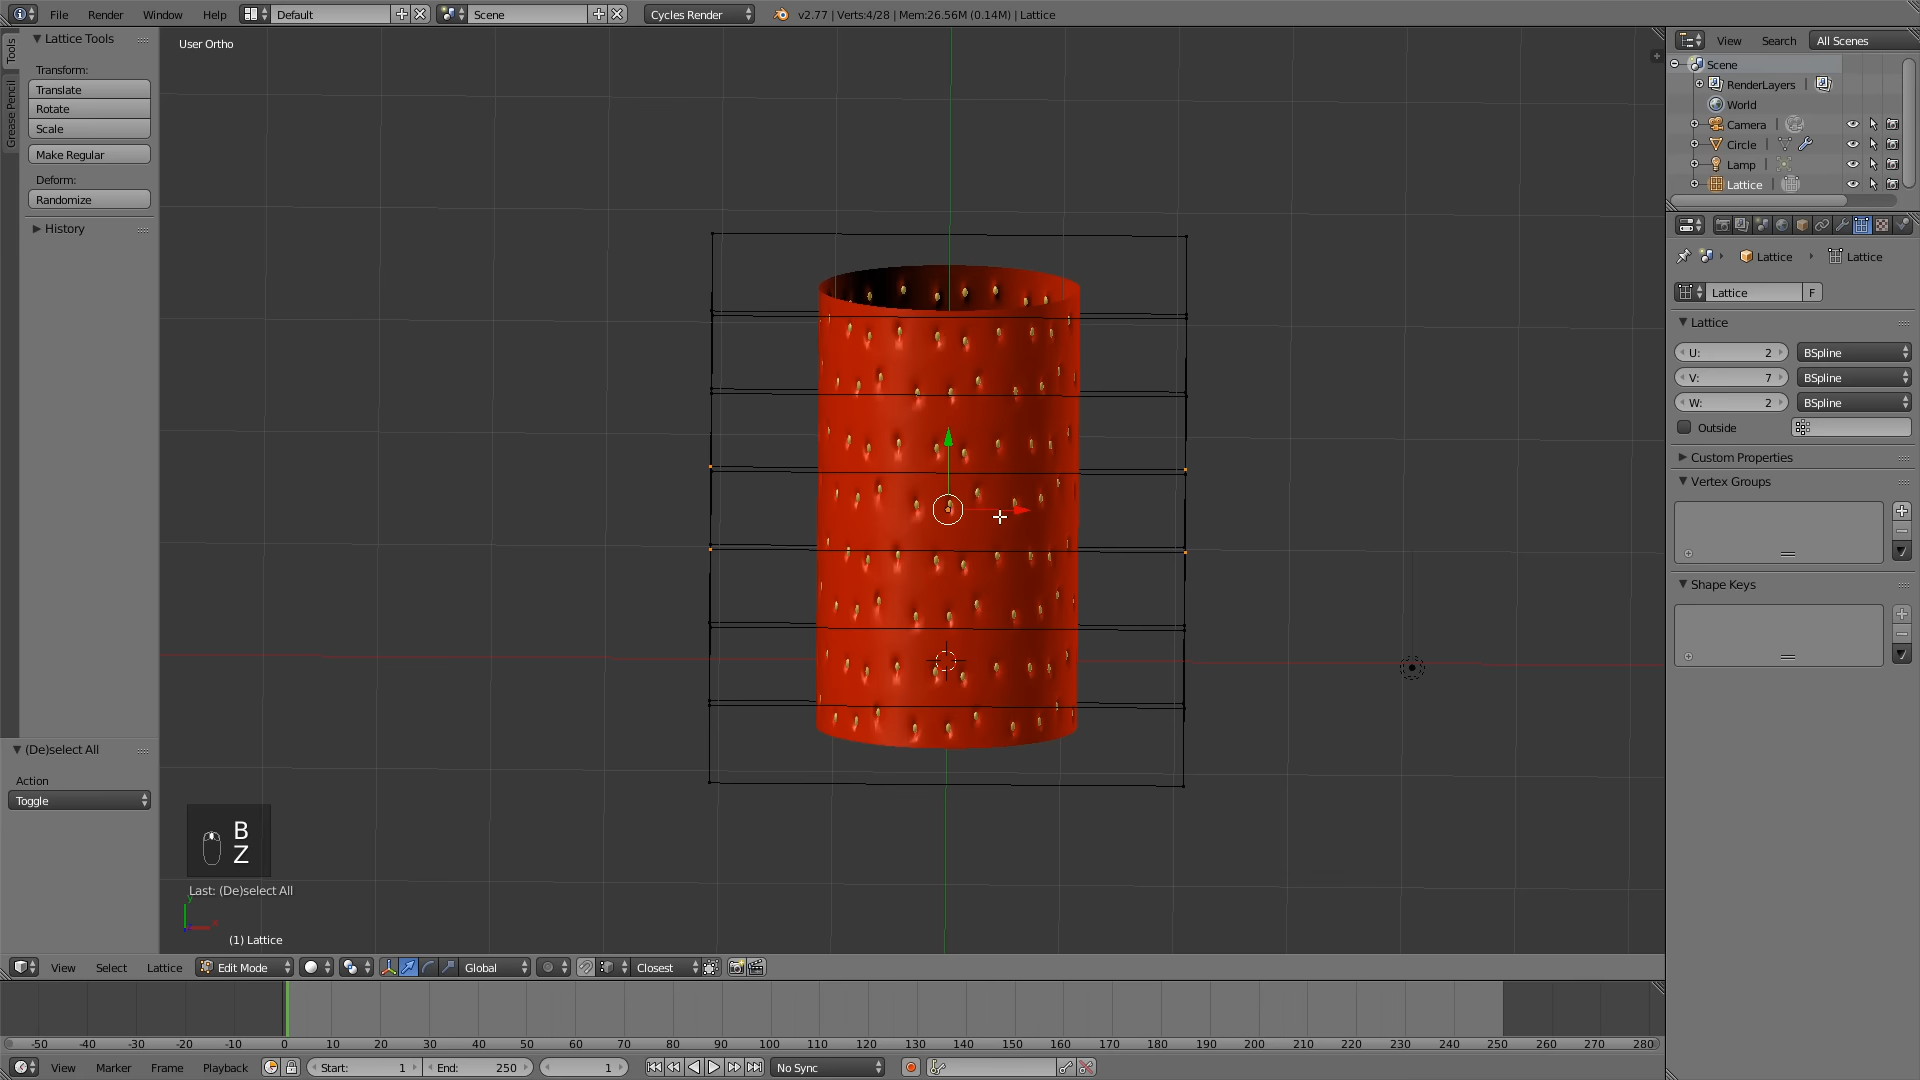 File Render Window Help Default Scene Cycles Render v2.77 | Verts:4/28 | Mem:26.56M (0.14M) | Lattice
Tools
Grease Pencil
Lattice Tools
Transform:
Translate
Rotate
Scale
Make Regular
Deform:
Randomize
History
(De)select All
Action
Toggle
User Ortho
B
Z
Last: (De)select All
y
x
(1) Lattice
View Search All Scenes
Scene
RenderLayers |
World
Camera |
Circle |
Lamp |
Lattice |
Lattice Lattice
Lattice F
Lattice
U: 2 BSpline
V: 7 BSpline
W: 2 BSpline
Outside
Custom Properties
Vertex Groups
Shape Keys
View Select Lattice Edit Mode Global Closest
-50 -40 -30 -20 -10 0 10 20 30 40 50 60 70 80 90 100 110 120 130 140 150 160 170 180 190 200 210 220 230 240 250 260 270 280
View Marker Frame Playback Start: 1 End: 250 1 No Sync